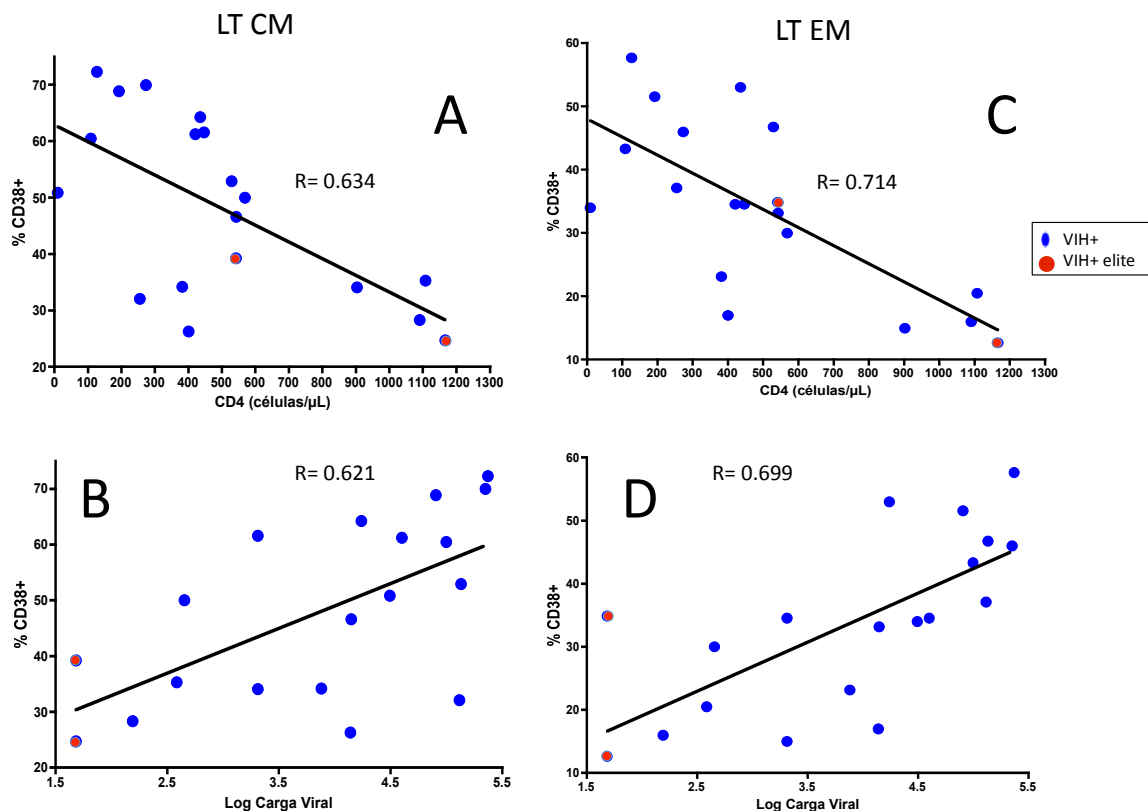 LT CM
LT EM
A
R= 0.634
% CD38+
70
60
50
40
30
20
0 100 200 300 400 500 600 700 800 900 1000 1100 1200 1300
CD4 (células/µL)
C
R= 0.714
% CD38+
60
50
40
30
20
10
0 100 200 300 400 500 600 700 800 900 1000 1100 1200 1300
CD4 (células/µL)
VIH+
VIH+ elite
B
R= 0.621
% CD38+
70
60
50
40
30
20
1.5 2.5 3.5 4.5 5.5
Log Carga Viral
D
R= 0.699
% CD38+
60
50
40
30
20
10
1.5 2.5 3.5 4.5 5.5
Log Carga Viral